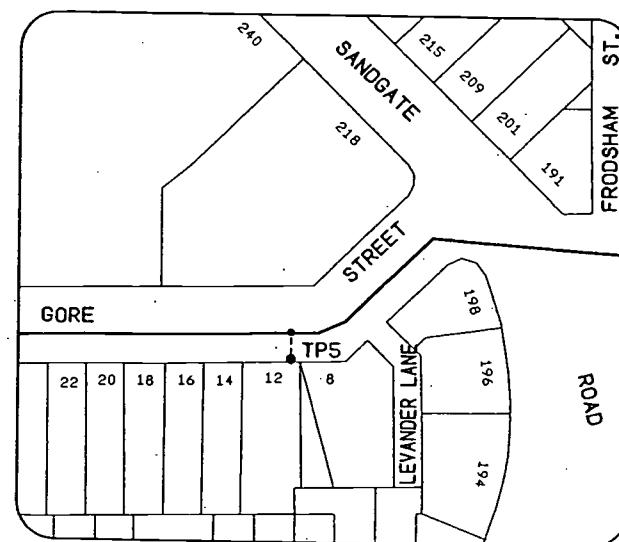 240
SANDGATE
215
209
201
191
FRODSHAM ST.
218
GORE
STREET
198
TP5
22
20
18
16
14
12
8
LEVANDER LANE
196
ROAD
194